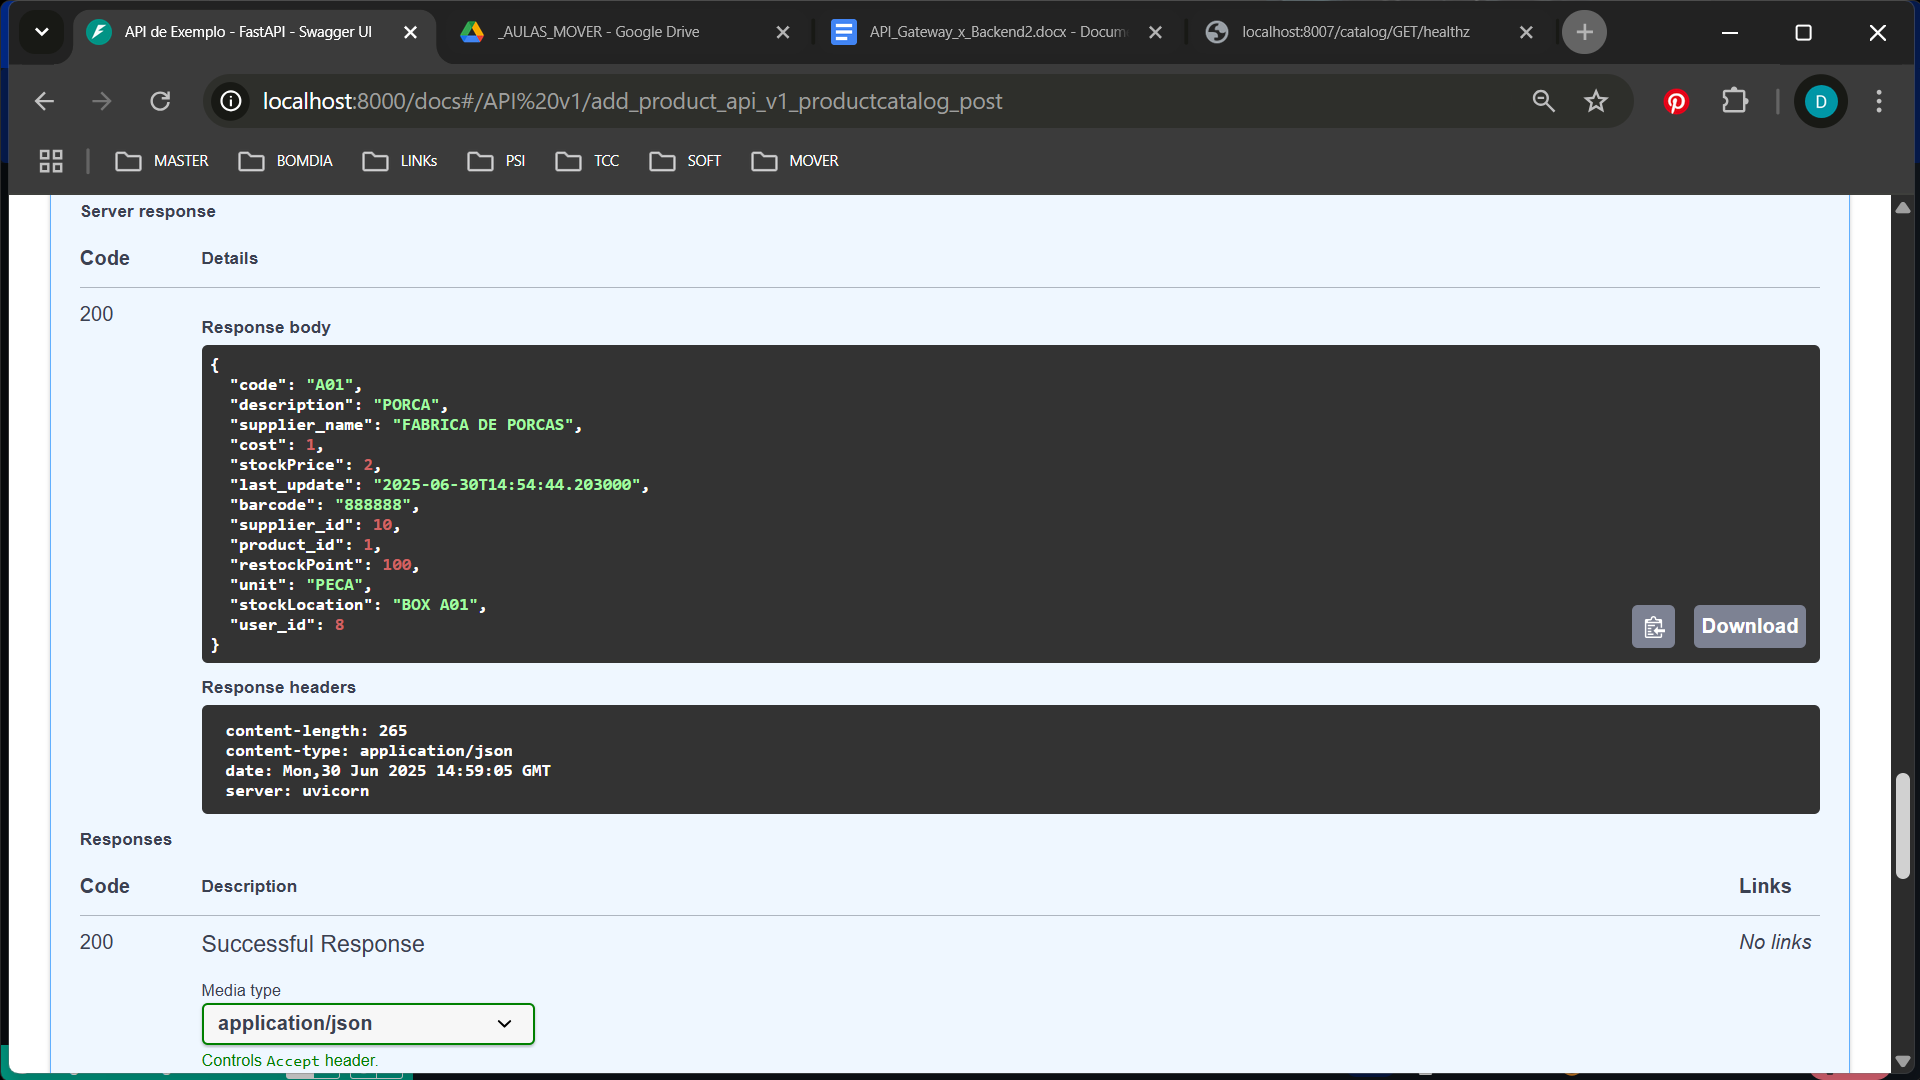 API de Exemplo - FastAPI - Swagger UI
_AULAS_MOVER - Google Drive
API_Gateway_x_Backend2.docx - Docum
localhost:8007/catalog/GET/healthz
localhost:8000/docs#/API%20v1/add_product_api_v1_productcatalog_post
D
MASTER
BOMDIA
LINKs
PSI
TCC
SOFT
MOVER
Server response
Code
Details
200
Response body
{
"code": "A01",
"description": "PORCA",
"supplier_name": "FABRICA DE PORCAS",
"cost": 1,
"stockPrice": 2,
"last_update": "2025-06-30T14:54:44.203000",
"barcode": "888888",
"supplier_id": 10,
"product_id": 1,
"restockPoint": 100,
"unit": "PECA",
"stockLocation": "BOX A01",
"user_id": 8
}
Download
Response headers
content-length: 265
content-type: application/json
date: Mon,30 Jun 2025 14:59:05 GMT
server: uvicorn
Responses
Code
Description
Links
200
Successful Response
No links
Media type
application/json
Controls Accept header.